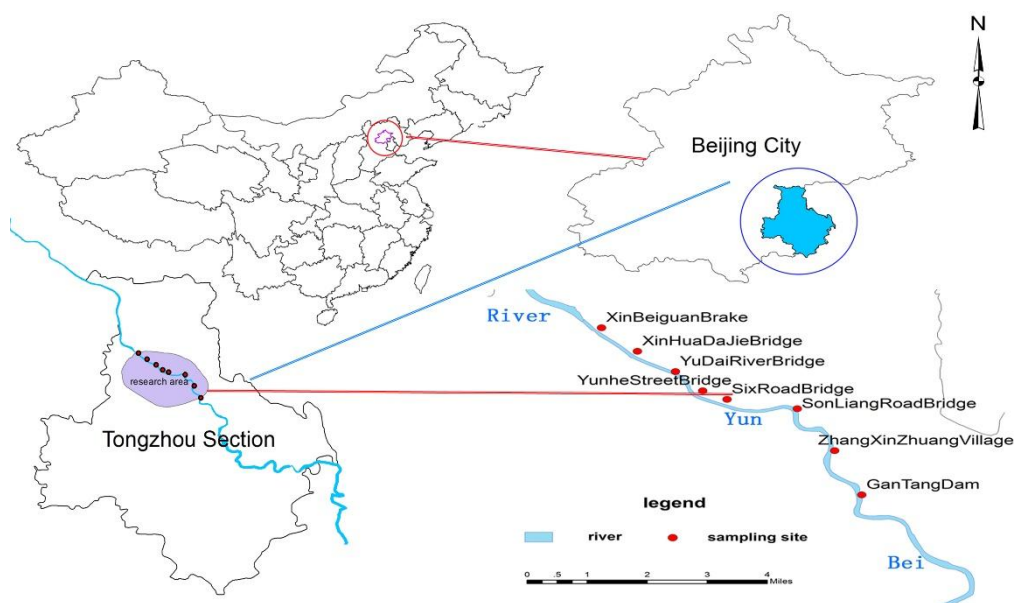 N
Beijing City
River
XinBeiguanBrake
XinHuaDaJieBridge
YuDaiRiverBridge
YunheStreetBridge
SixRoadBridge
SonLiangRoadBridge
Yun
research area
Tongzhou Section
ZhangXinZhuangVillage
GanTangDam
legend
river
sampling site
Bei
0 .5 1 2 3 4
Miles